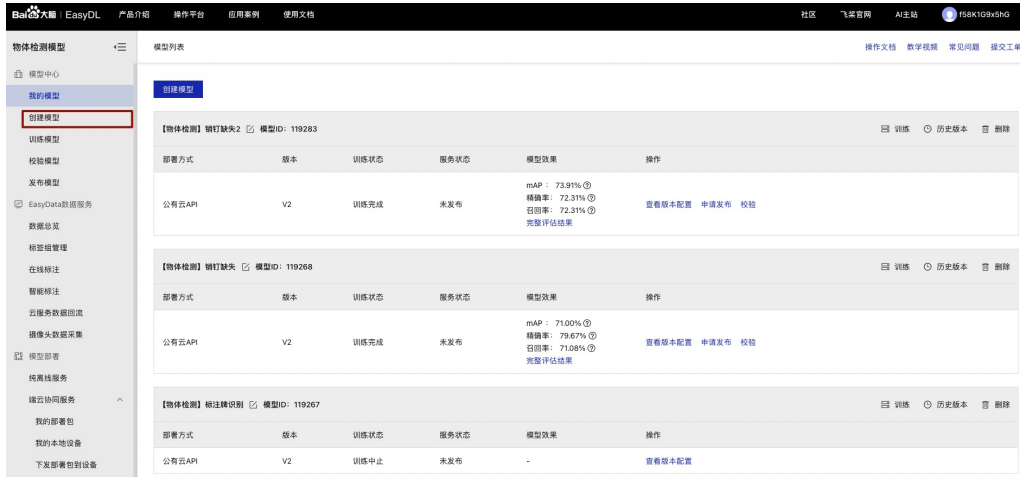 Bai大脑 | EasyDL 产品介绍 操作平台 应用案例 使用文档 社区 飞桨官网 AI主站 f58K1G9x5hG
物体检测模型 模型列表 操作文档 教学视频 常见问题 提交工单
模型中心
我的模型
创建模型
训练模型
校验模型
发布模型
EasyData数据服务
数据总览
标签组管理
在线标注
智能标注
云服务数据回流
摄像头数据采集
模型部署
纯离线服务
端云协同服务
我的部署包
我的本地设备
下发部署包到设备
创建模型
【物体检测】销钉缺失2 模型ID: 119283 训练 历史版本 删除
部署方式 版本 训练状态 服务状态 模型效果 操作
公有云API V2 训练完成 未发布 mAP : 73.91%
精确率: 72.31%
召回率: 72.31%
完整评估结果
查看版本配置 申请发布 校验
【物体检测】销钉缺失 模型ID: 119268 训练 历史版本 删除
部署方式 版本 训练状态 服务状态 模型效果 操作
公有云API V2 训练完成 未发布 mAP : 71.00%
精确率: 79.67%
召回率: 71.08%
完整评估结果
查看版本配置 申请发布 校验
【物体检测】标注牌识别 模型ID: 119267 训练 历史版本 删除
部署方式 版本 训练状态 服务状态 模型效果 操作
公有云API V2 训练中止 未发布 - 查看版本配置